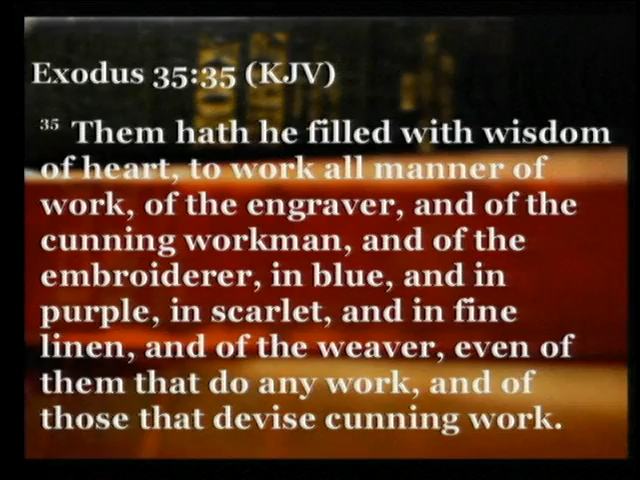 Exodus 35:35 (KJV)
35 Them hath he filled with wisdom
of heart, to work all manner of
work, of the engraver, and of the
cunning workman, and of the
embroiderer, in blue, and in
purple, in scarlet, and in fine
linen, and of the weaver, even of
them that do any work, and of
those that devise cunning work.